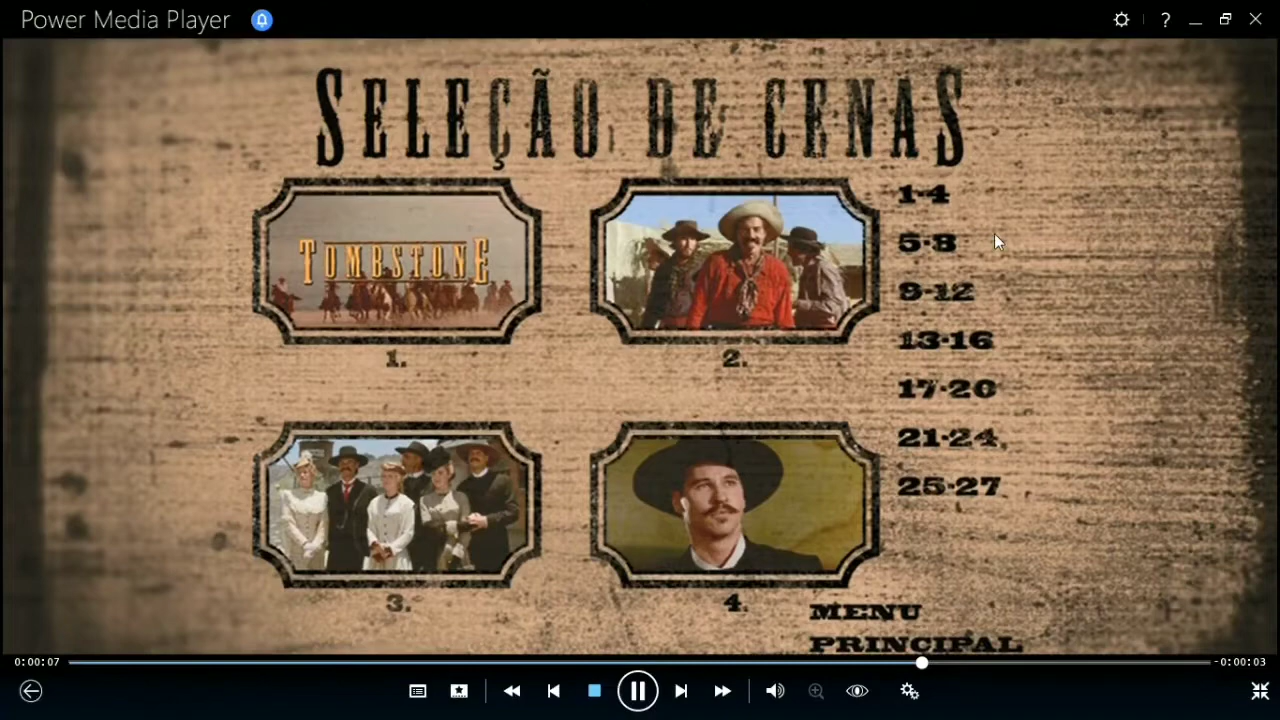 Power Media Player
?
SELEÇÃO DE CENAS
TOMBSTONE
1.
2.
3.
4.
1-4
5-8
9-12
13-16
17-20
21-24
25-27
MENU
PRINCIPAL
0:00:07
-0:00:03